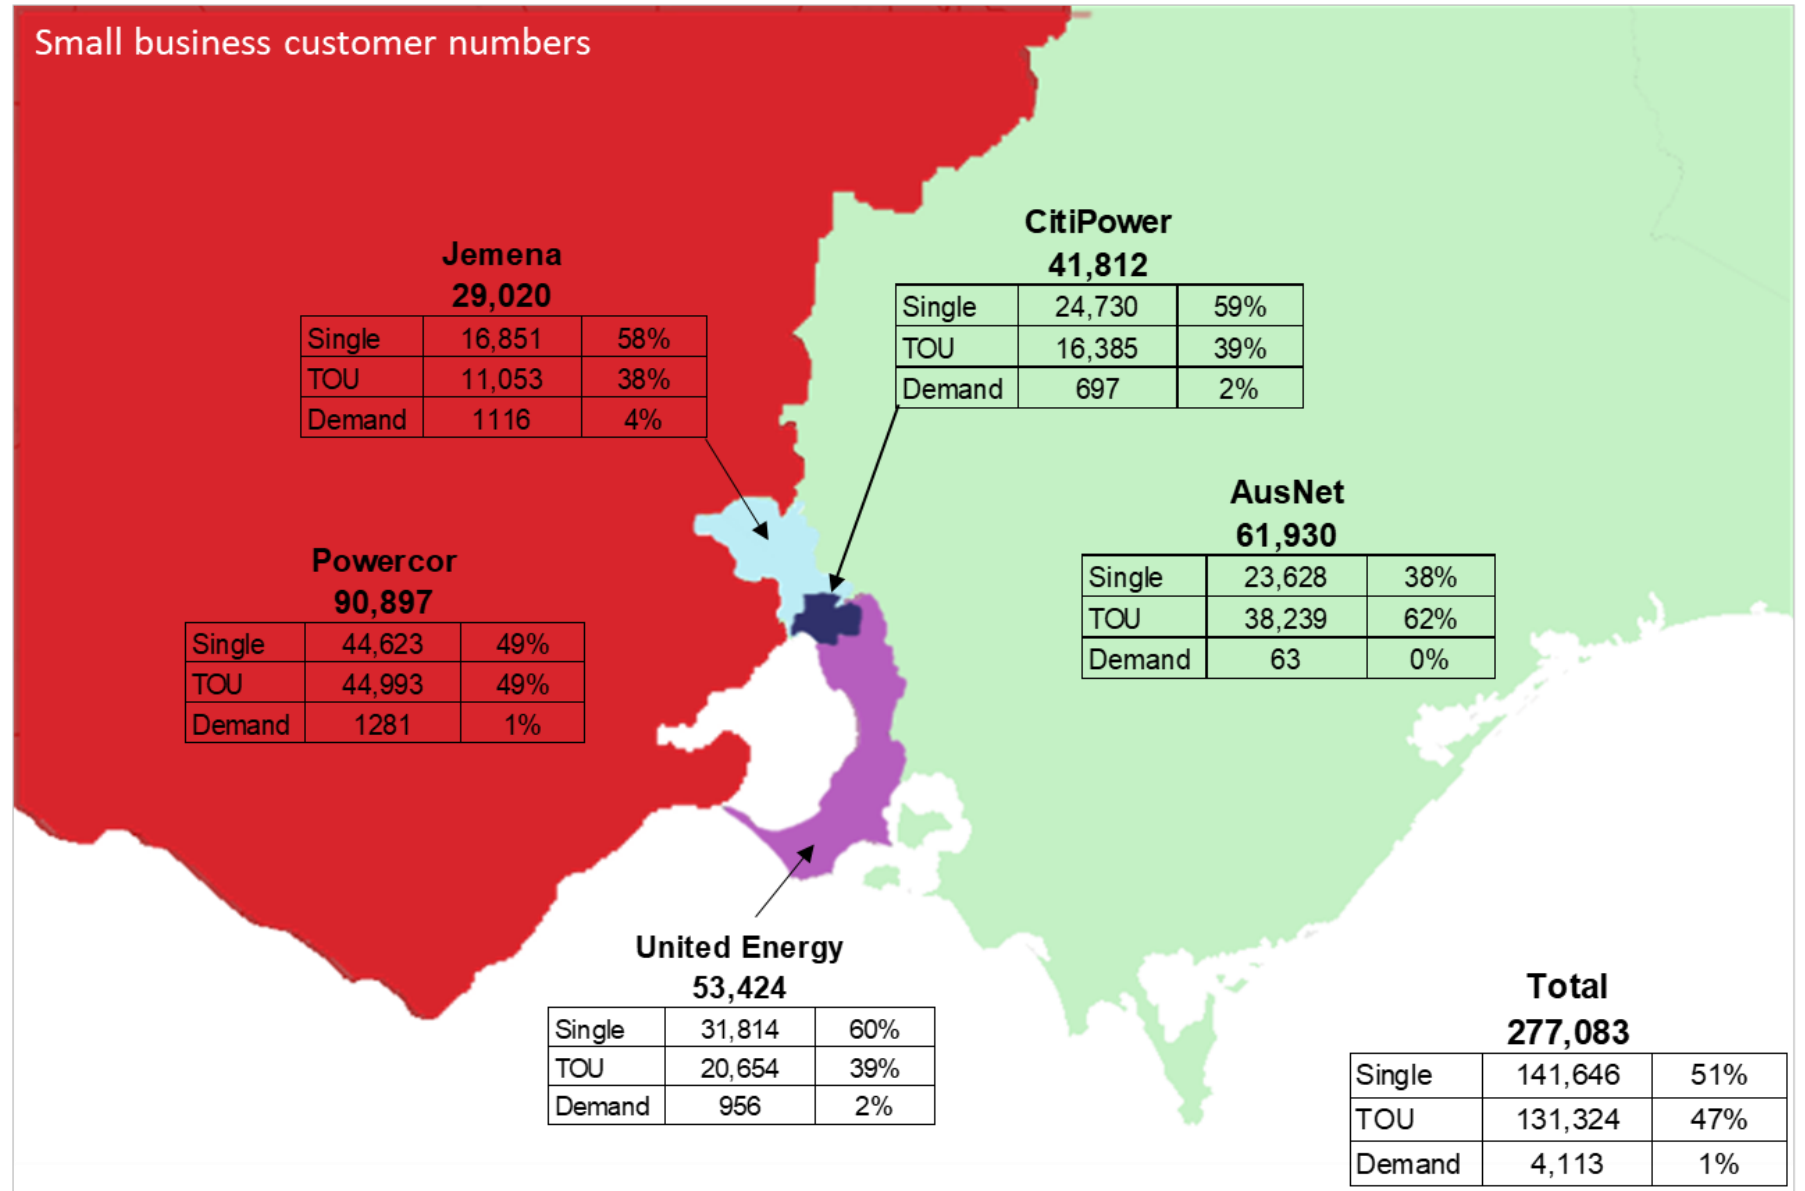 Small business customer numbers
CitiPower
41,812
Single 24,730 59%
TOU 16,385 39%
Demand 697 2%
Jemena
29,020
Single 16,851 58%
TOU 11,053 38%
Demand 1116 4%
AusNet
61,930
Single 23,628 38%
TOU 38,239 62%
Demand 63 0%
Powercor
90,897
Single 44,623 49%
TOU 44,993 49%
Demand 1281 1%
United Energy
53,424
Single 31,814 60%
TOU 20,654 39%
Demand 956 2%
Total
277,083
Single 141,646 51%
TOU 131,324 47%
Demand 4,113 1%